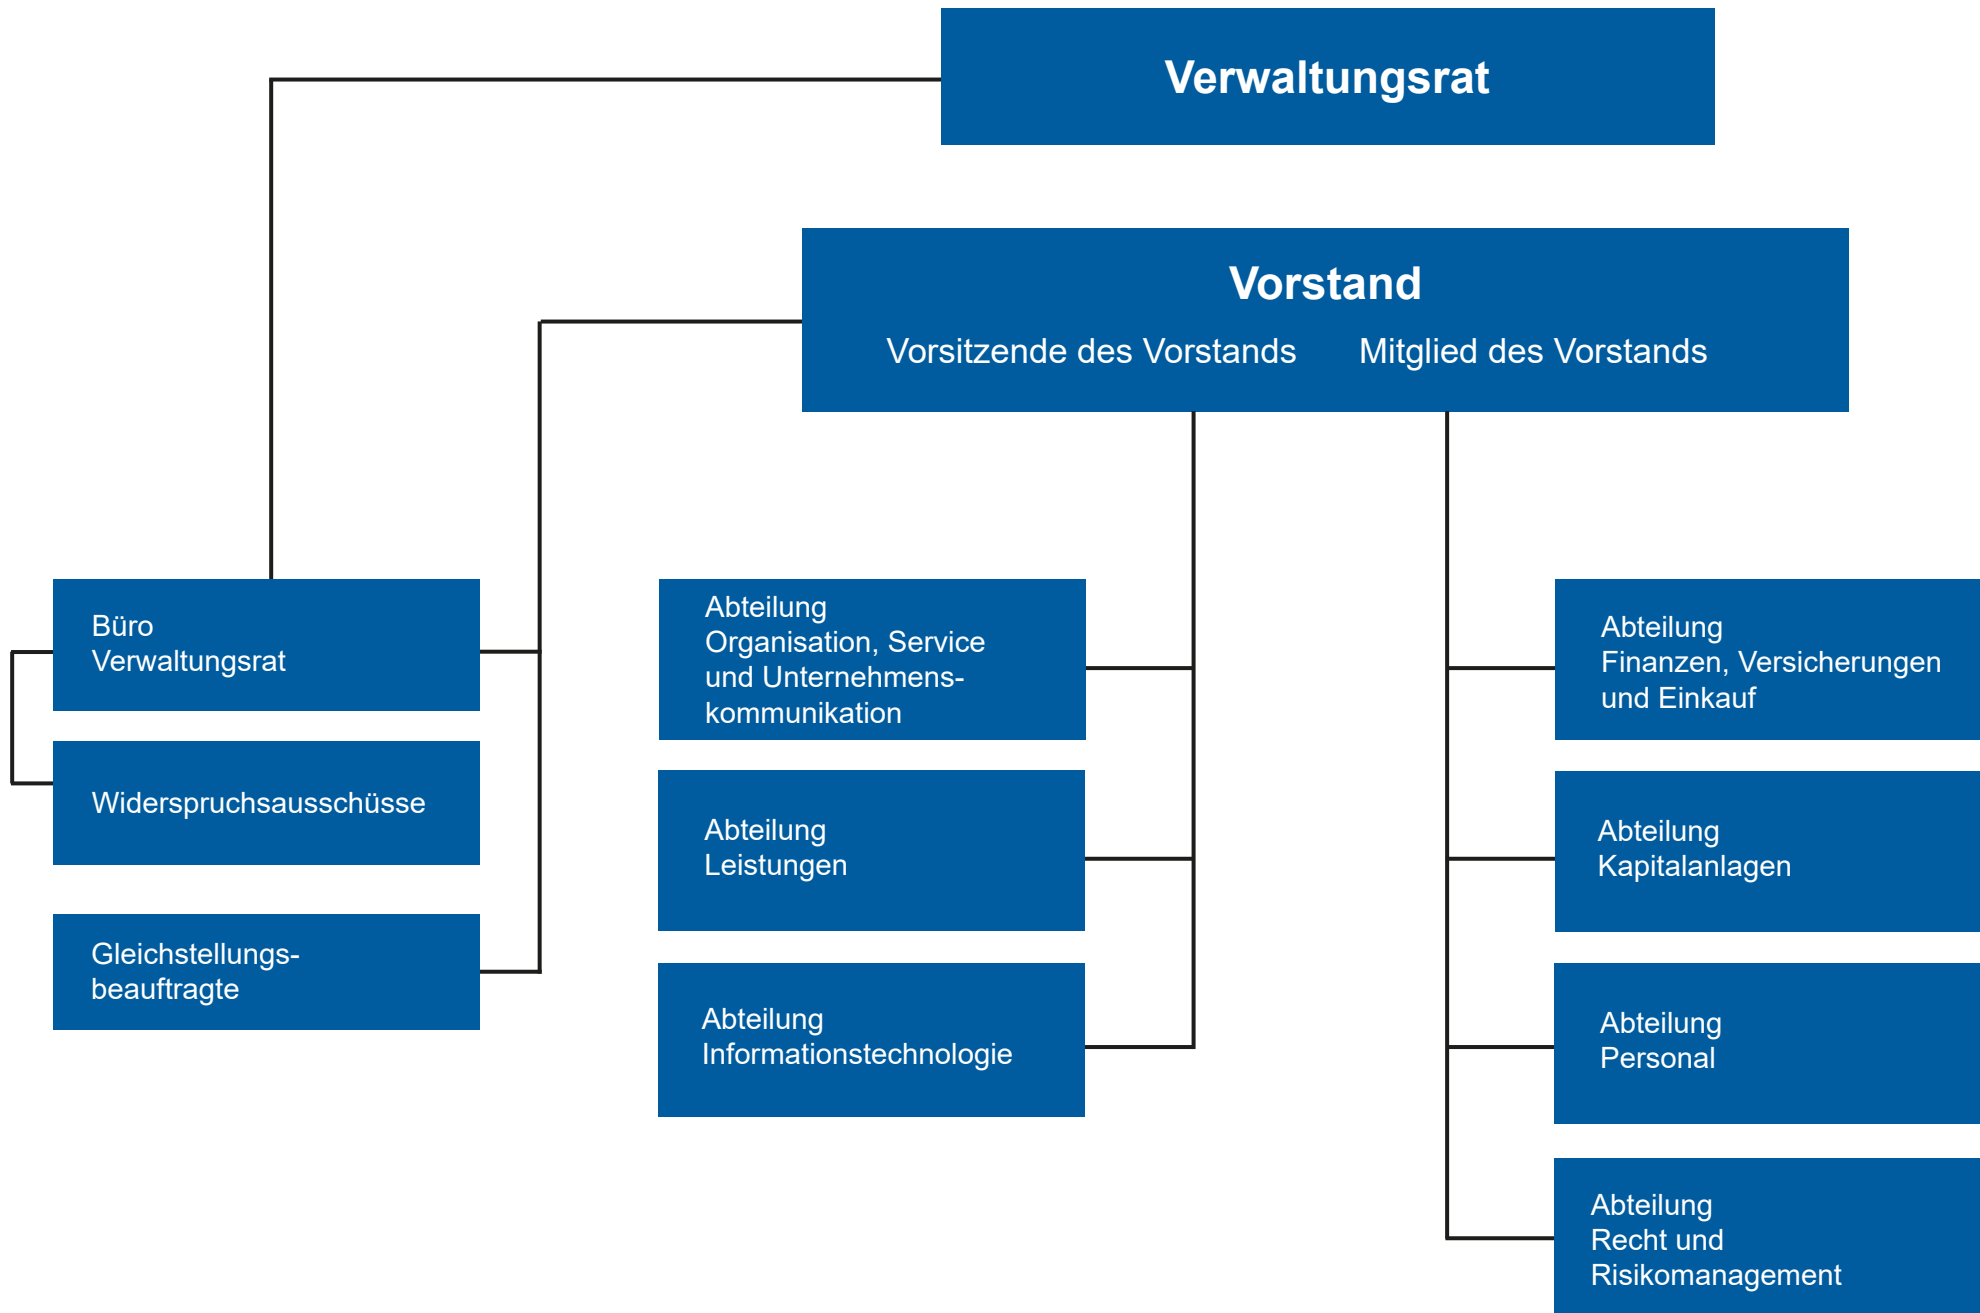 Verwaltungsrat
Vorstand
Vorsitzende des Vorstands
Mitglied des Vorstands
Büro
Verwaltungsrat
Widerspruchsausschüsse
Gleichstellungs-
beauftragte
Abteilung
Organisation, Service
und Unternehmens-
kommunikation
Abteilung
Leistungen
Abteilung
Informationstechnologie
Abteilung
Finanzen, Versicherungen
und Einkauf
Abteilung
Kapitalanlagen
Abteilung
Personal
Abteilung
Recht und
Risikomanagement